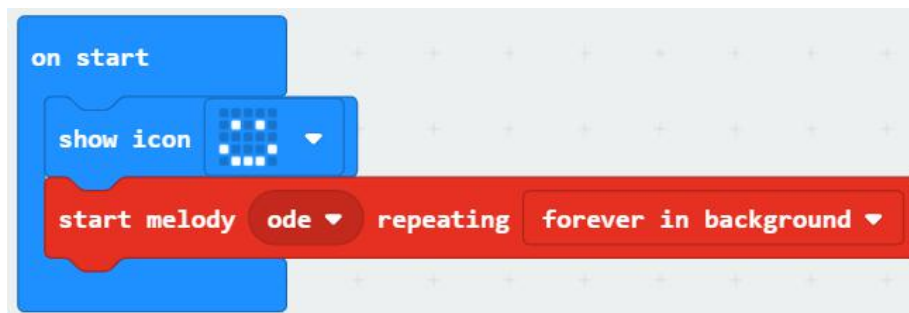 on start
show icon
start melody ode repeating forever in background